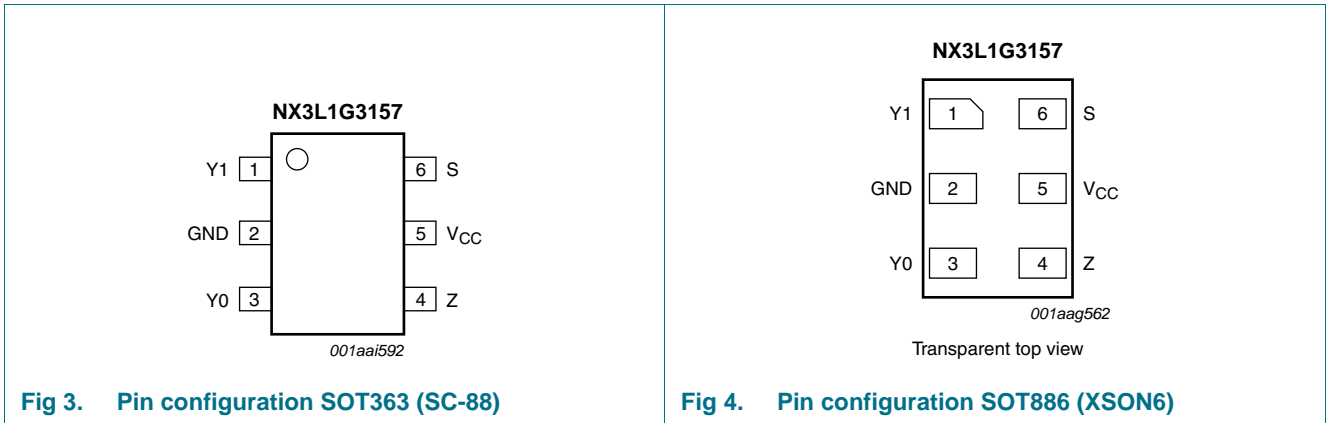 NX3L1G3157
Y1 1 6 S
GND 2 5 VCC
Y0 3 4 Z
001aai592
Fig 3. Pin configuration SOT363 (SC-88)
NX3L1G3157
Y1 1 6 S
GND 2 5 VCC
Y0 3 4 Z
001aag562
Transparent top view
Fig 4. Pin configuration SOT886 (XSON6)